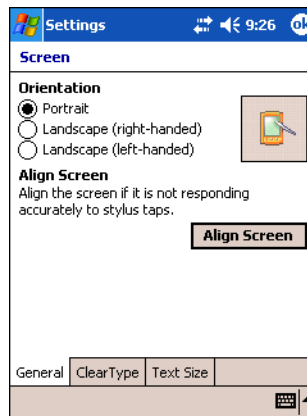 Settings 9:26 ok
Screen
Orientation
Portrait
Landscape (right-handed)
Landscape (left-handed)
Align Screen
Align the screen if it is not responding
accurately to stylus taps.
Align Screen
General ClearType Text Size